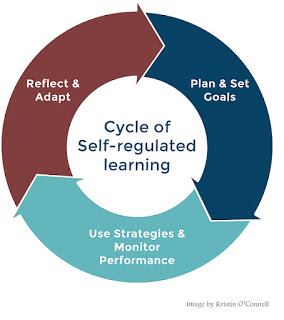 Reflect &
Adapt
Plan & Set
Goals
Cycle of
Self-regulated
learning
Use Strategies &
Monitor
Performance
Image by Kristin O'Connell